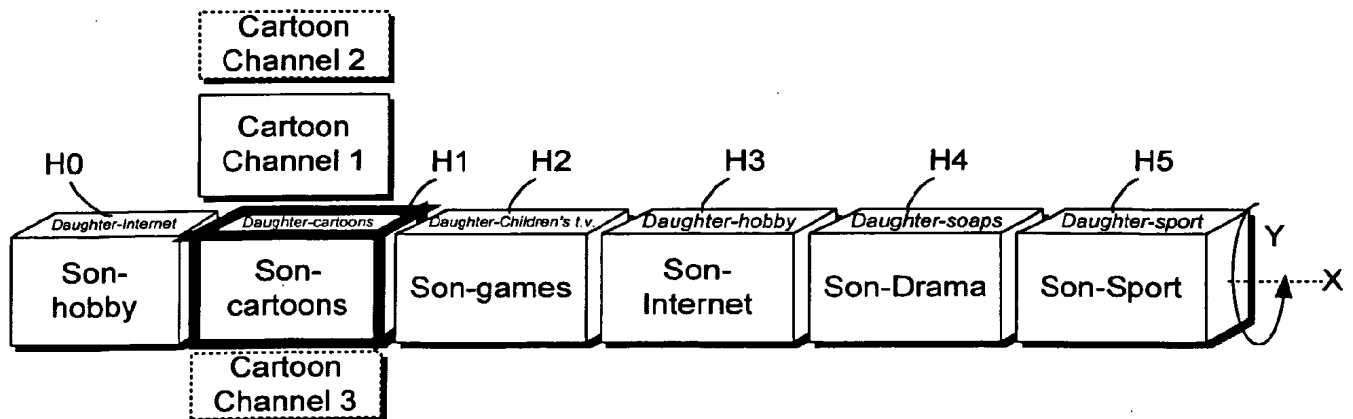 Cartoon
Channel 2
Cartoon
Channel 1
H0
H1
H2
H3
H4
H5
Daughter-Internet
Daughter-cartoons
Daughter-Children's t.v.
Daughter-hobby
Daughter-soaps
Daughter-sport
Y
Son-
hobby
Son-
cartoons
Son-games
Son-
Internet
Son-Drama
Son-Sport
X
Cartoon
Channel 3